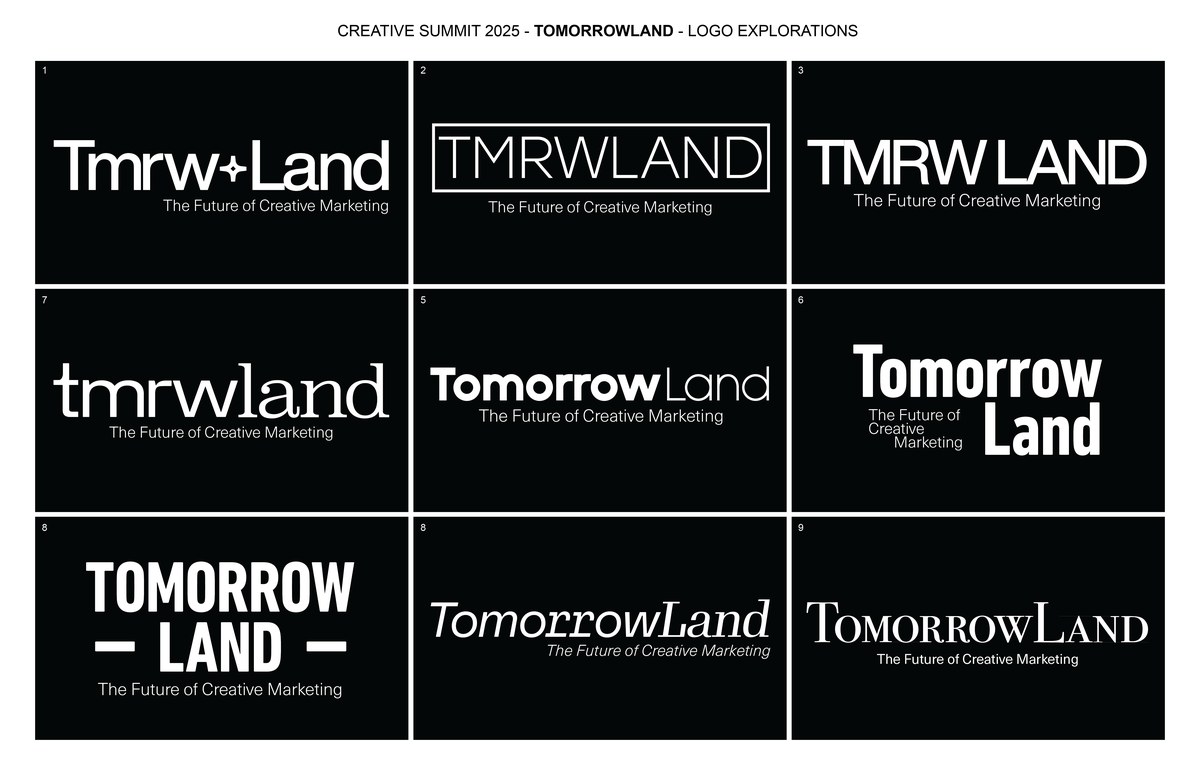 CREATIVE SUMMIT 2025 - TOMORROWLAND - LOGO EXPLORATIONS
1
Tmrw Land
The Future of Creative Marketing
2
TMRWLAND
The Future of Creative Marketing
3
TMRW LAND
The Future of Creative Marketing
7
tmrwland
The Future of Creative Marketing
5
TomorrowLand
The Future of Creative Marketing
6
Tomorrow
The Future of
Creative
Marketing
Land
8
TOMORROW
— LAND —
The Future of Creative Marketing
8
TomorrowLand
The Future of Creative Marketing
9
TomorrowLand
The Future of Creative Marketing